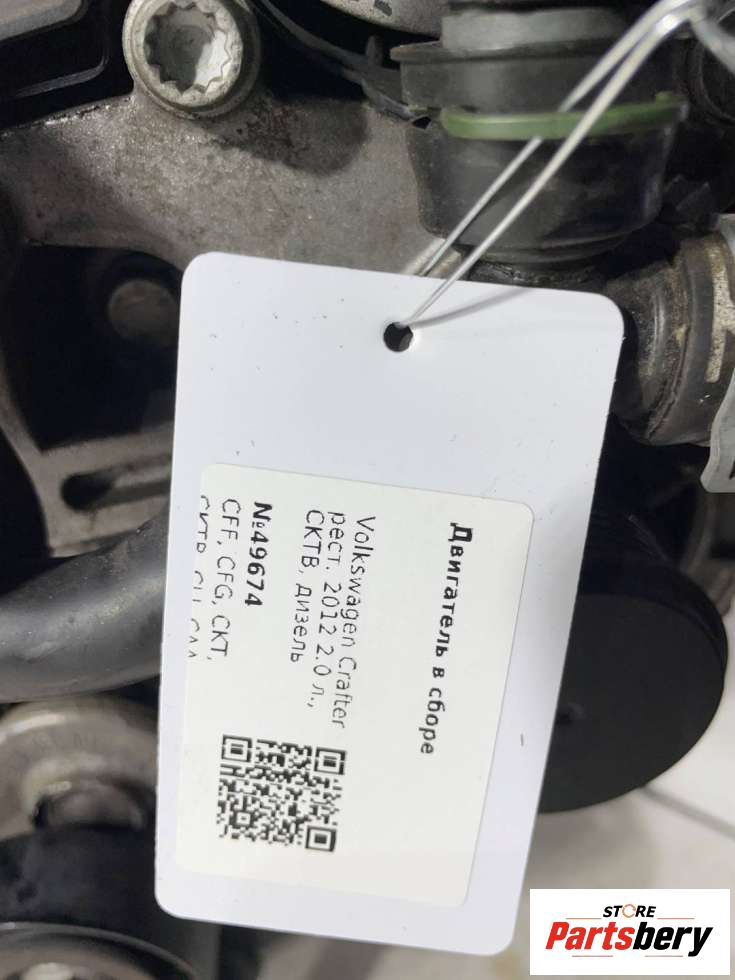 Двигатель в сборе
Volkswagen Crafter
рест. 2012 2.0 л.,
CKTB, дизель
№49674
CFF, CFG, CKT,
STORE
Partsbery